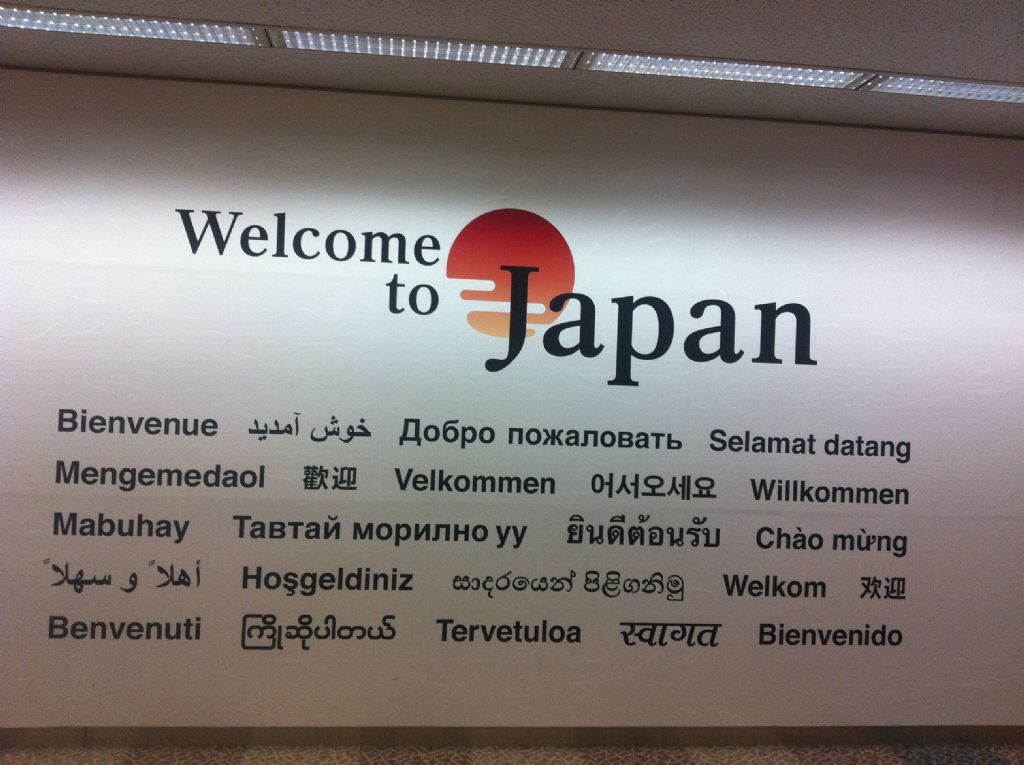 Welcome
to Japan
Bienvenue خوش آمدید Добро пожаловать Selamat datang
Mengemedaol 歡迎 Velkommen 어서오세요 Willkommen
Mabuhay Тавтай морилно уу ยินดีต้อนรับ Chào mừng
أهلاً و سهلاً Hoşgeldiniz සාදරයෙන් පිළිගනිමු Welkom 欢迎
Benvenuti ကြိုဆိုပါတယ် Tervetuloa स्वागत Bienvenido